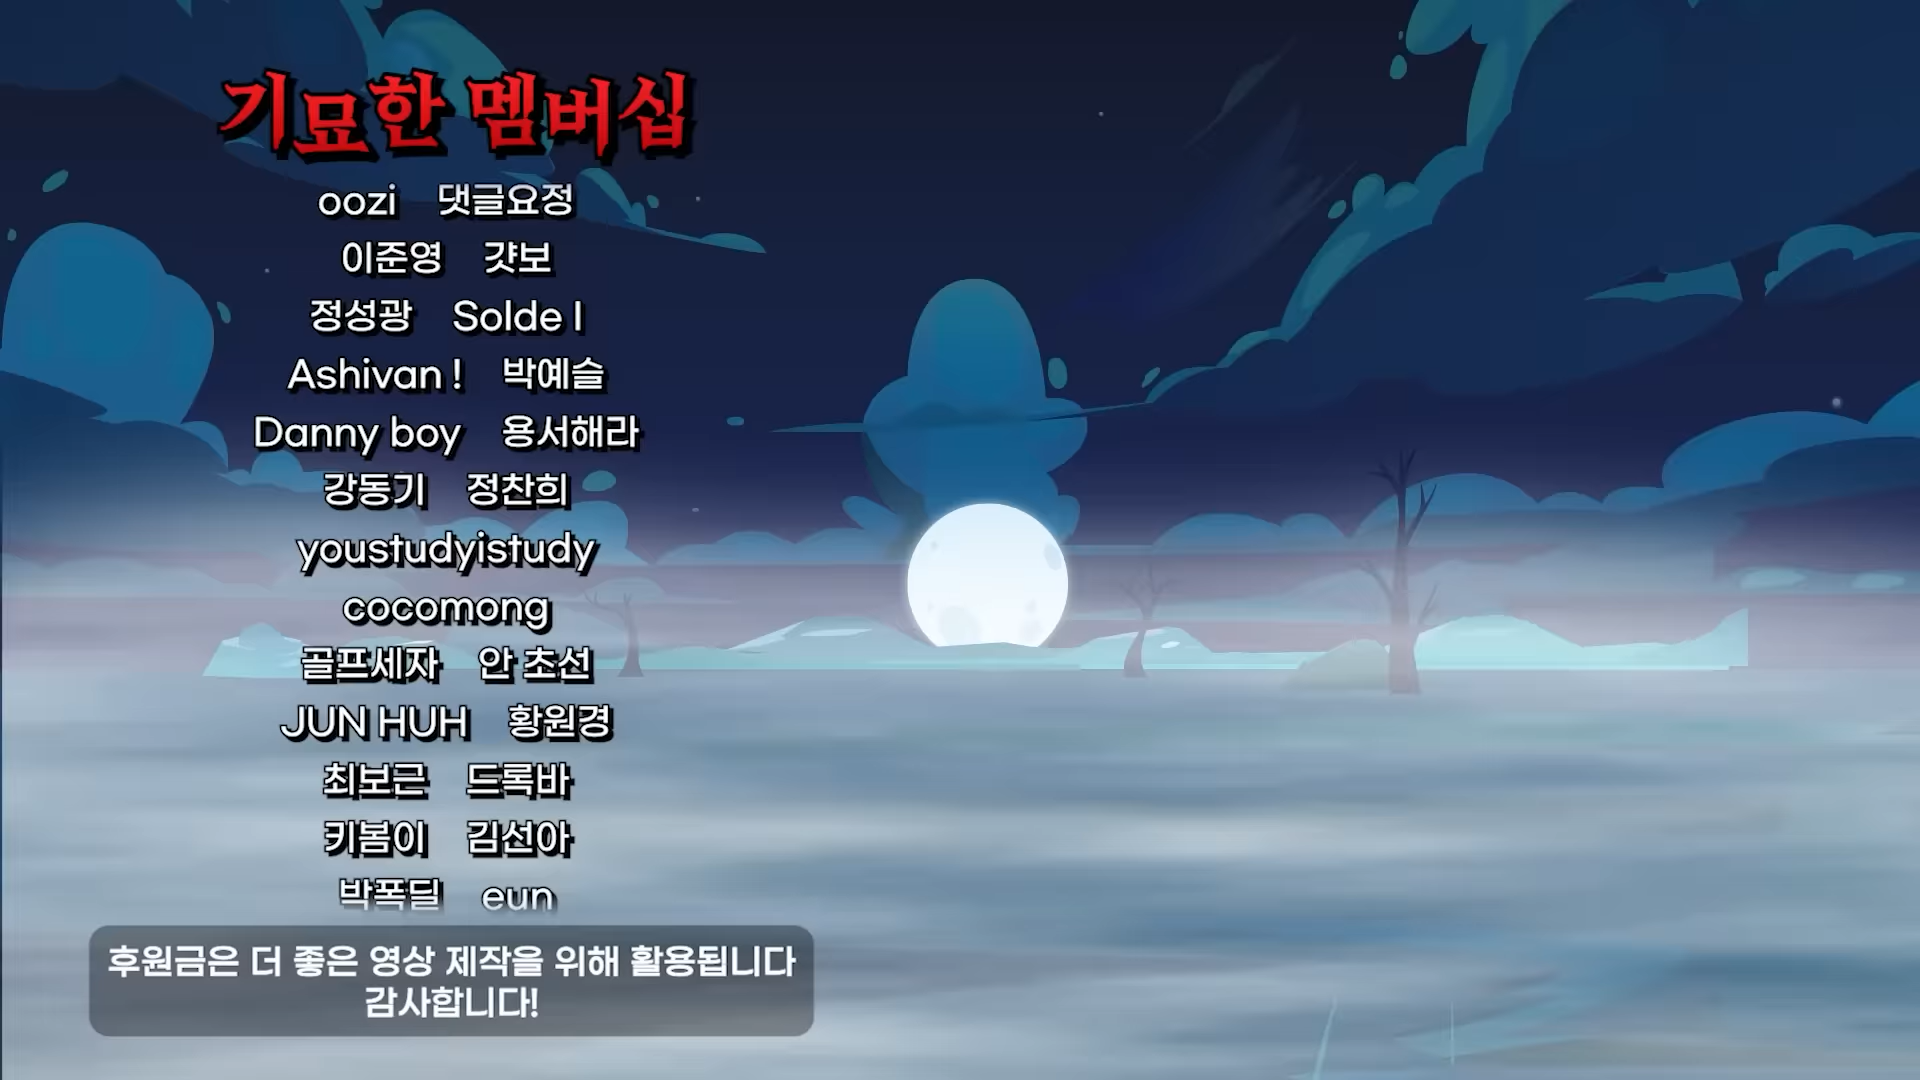 기묘한 멤버십
oozi 댓글요정
이준영 걋보
정성광 Solde I
Ashivan ! 박예슬
Danny boy 용서해라
강동기 정찬희
youstudyistudy
cocomong
골프세자 안 초선
JUN HUH 황원경
최보근 드록바
키봄이 김선아
박폭딜 eun
후원금은 더 좋은 영상 제작을 위해 활용됩니다
감사합니다!